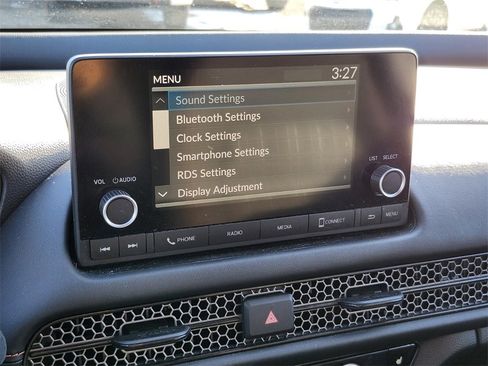 MENU 3:27
Sound Settings
Bluetooth Settings
Clock Settings
Smartphone Settings
RDS Settings
Display Adjustment
VOL AUDIO
LIST SELECT
PHONE RADIO MEDIA CONNECT MENU